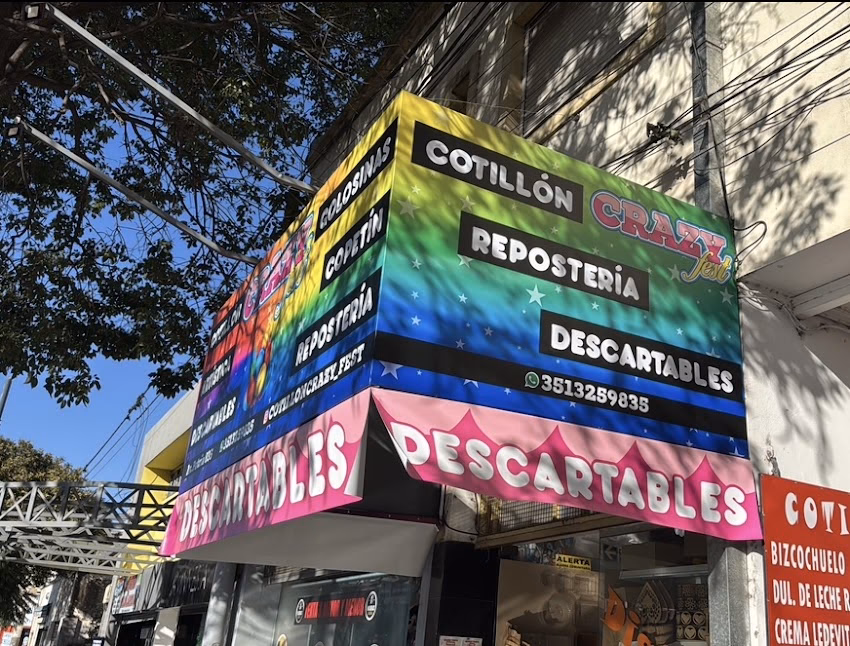 GOLOSINAS
COPETÍN
REPOSTERÍA
@COTILLONCRAZY_FEST
DESCARTABLES
COTILLÓN
CRAZY
fest
REPOSTERÍA
DESCARTABLES
3513259835
DESCARTABLES
ALERTA
COTI
BIZCOCHUELO
DUL. DE LECHE R
CREMA LEDEVIT